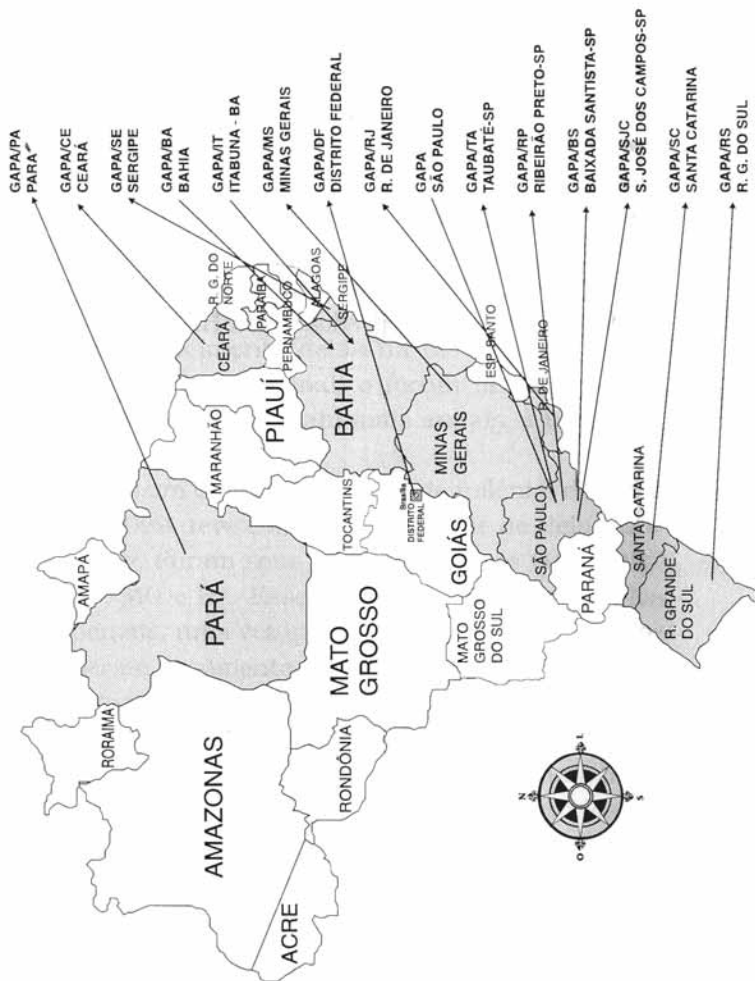 GAPA/PA
PARÁ
GAPA/CE
CEARÁ
GAPA/SE
SERGIPE
GAPA/BA
BAHIA
GAPA/IT
ITABUNA - BA
GAPA/MS
MINAS GERAIS
GAPA/DF
DISTRITO FEDERAL
GAPA/RJ
R. DE JANEIRO
GAPA
SÃO PAULO
GAPA/TA
TAUBATÉ-SP
GAPA/RP
RIBEIRÃO PRETO-SP
GAPA/BS
BAIXADA SANTISTA-SP
GAPA/SJC
S. JOSÉ DOS CAMPOS-SP
GAPA/SC
SANTA CATARINA
GAPA/RS
R. G. DO SUL
RORAIMA
AMAPÁ
AMAZONAS
PARÁ
MARANHÃO
CEARÁ
R. G. DO
NORTE
PARAÍBA
PERNAMBUCO
ALAGOAS
SERGIPE
PIAUÍ
ACRE
RONDÔNIA
MATO
GROSSO
TOCANTINS
BAHIA
Brasília
DISTRITO
FEDERAL
GOIÁS
MINAS
GERAIS
ESP. SANTO
R. DE JANEIRO
MATO
GROSSO
DO SUL
SÃO PAULO
PARANÁ
SANTA CATARINA
R. GRANDE
DO SUL
N
O
L
S